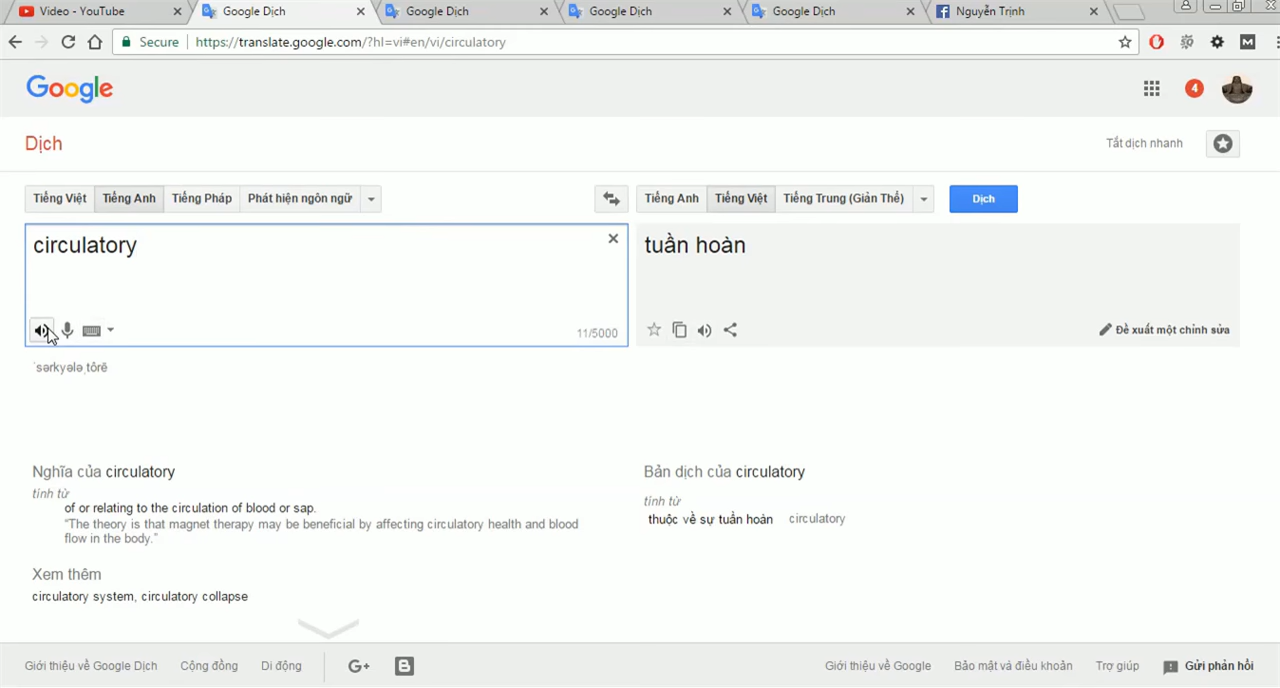 Video - YouTube
Google Dịch
Google Dịch
Google Dịch
Google Dịch
Nguyễn Trịnh
Secure
https://translate.google.com/?hl=vi#en/vi/circulatory
Google
4
Dịch
Tắt dịch nhanh
Tiếng Việt Tiếng Anh Tiếng Pháp Phát hiện ngôn ngữ
Tiếng Anh Tiếng Việt Tiếng Trung (Giản Thể)
Dịch
circulatory
tuần hoàn
11/5000
Đề xuất một chỉnh sửa
ˈsərkyələˌtôrē
Nghĩa của circulatory
tính từ
of or relating to the circulation of blood or sap.
"The theory is that magnet therapy may be beneficial by affecting circulatory health and blood
flow in the body."
Xem thêm
circulatory system, circulatory collapse
Bản dịch của circulatory
tính từ
thuộc về sự tuần hoàn circulatory
Giới thiệu về Google Dịch Cộng đồng Di động G+ B
Giới thiệu về Google Bảo mật và điều khoản Trợ giúp Gửi phản hồi